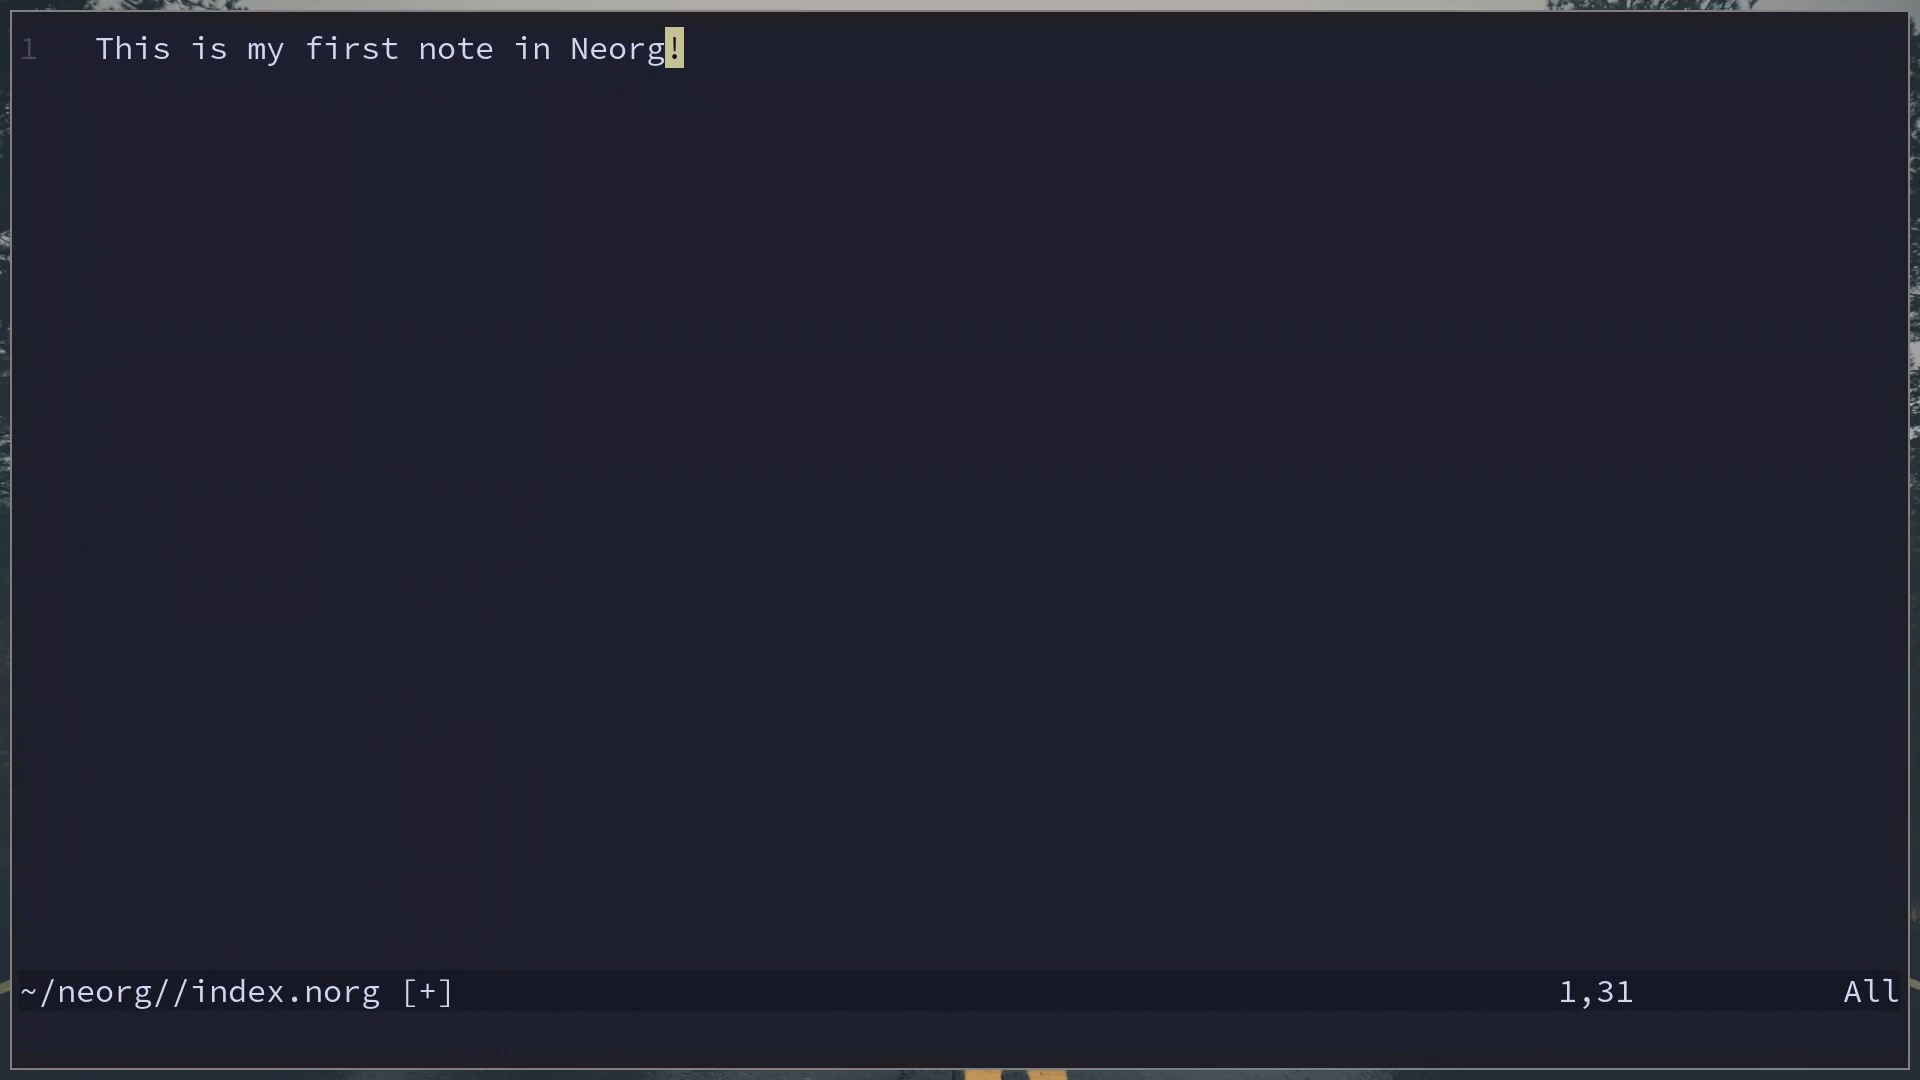 1 This is my first note in Neorg!
~/neorg//index.norg [+] 1,31 All